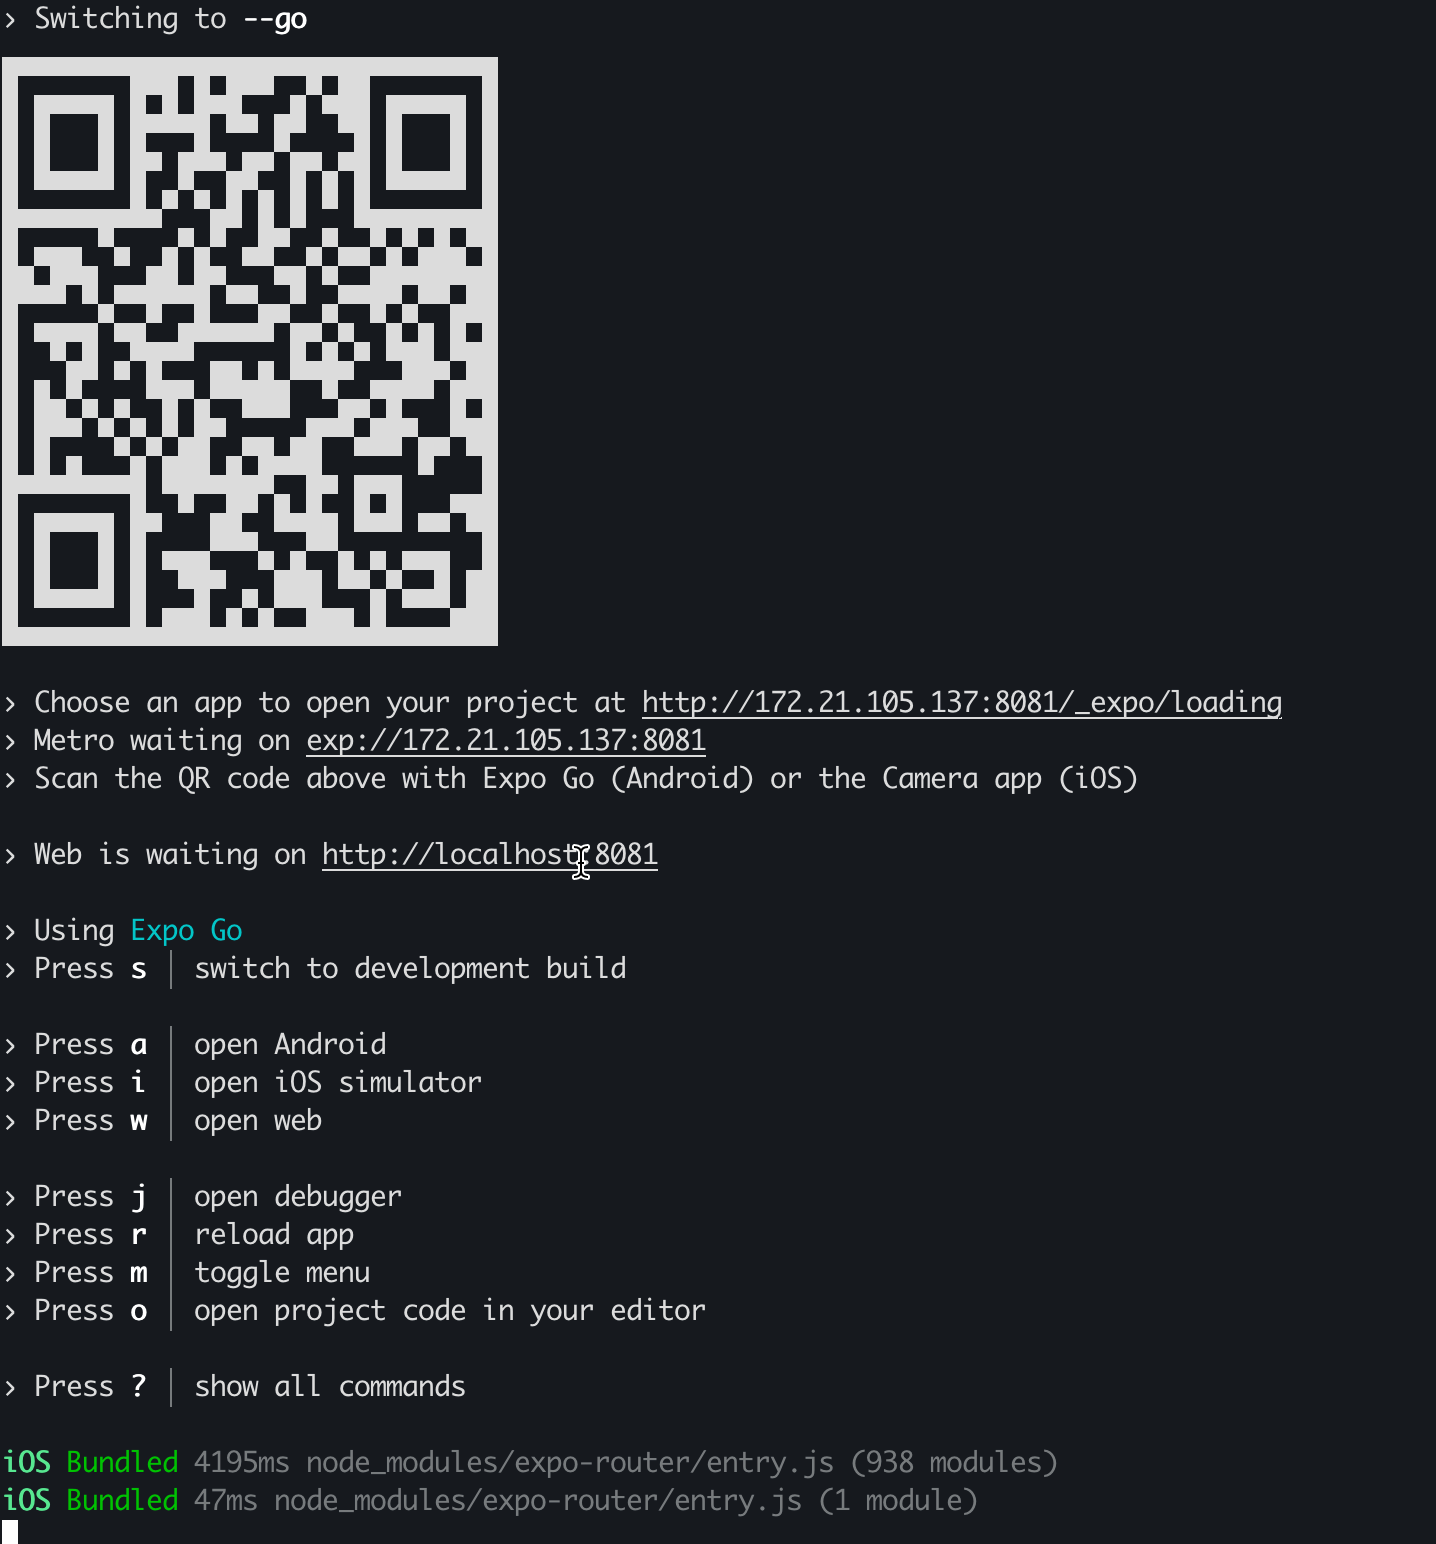 › Switching to --go
› Choose an app to open your project at http://172.21.105.137:8081/_expo/loading
› Metro waiting on exp://172.21.105.137:8081
› Scan the QR code above with Expo Go (Android) or the Camera app (iOS)
› Web is waiting on http://localhost:8081
› Using Expo Go
› Press s │ switch to development build
› Press a │ open Android
› Press i │ open iOS simulator
› Press w │ open web
› Press j │ open debugger
› Press r │ reload app
› Press m │ toggle menu
› Press o │ open project code in your editor
› Press ? │ show all commands
iOS Bundled 4195ms node_modules/expo-router/entry.js (938 modules)
iOS Bundled 47ms node_modules/expo-router/entry.js (1 module)